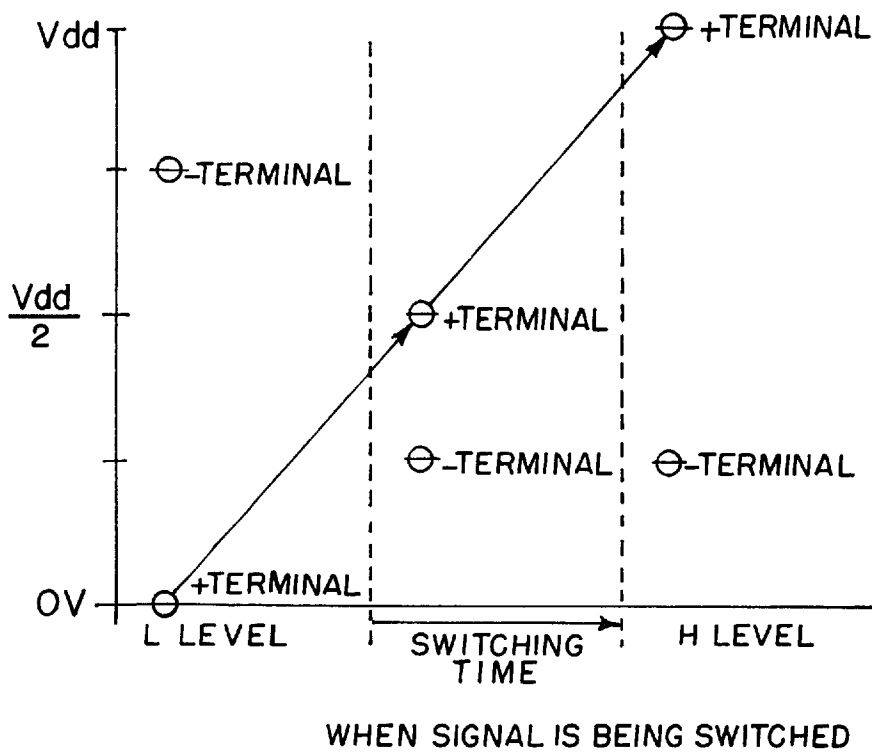 Vdd
+TERMINAL
-TERMINAL
Vdd
2
+TERMINAL
-TERMINAL
-TERMINAL
+TERMINAL
0V
L LEVEL
SWITCHING
TIME
H LEVEL
WHEN SIGNAL IS BEING SWITCHED